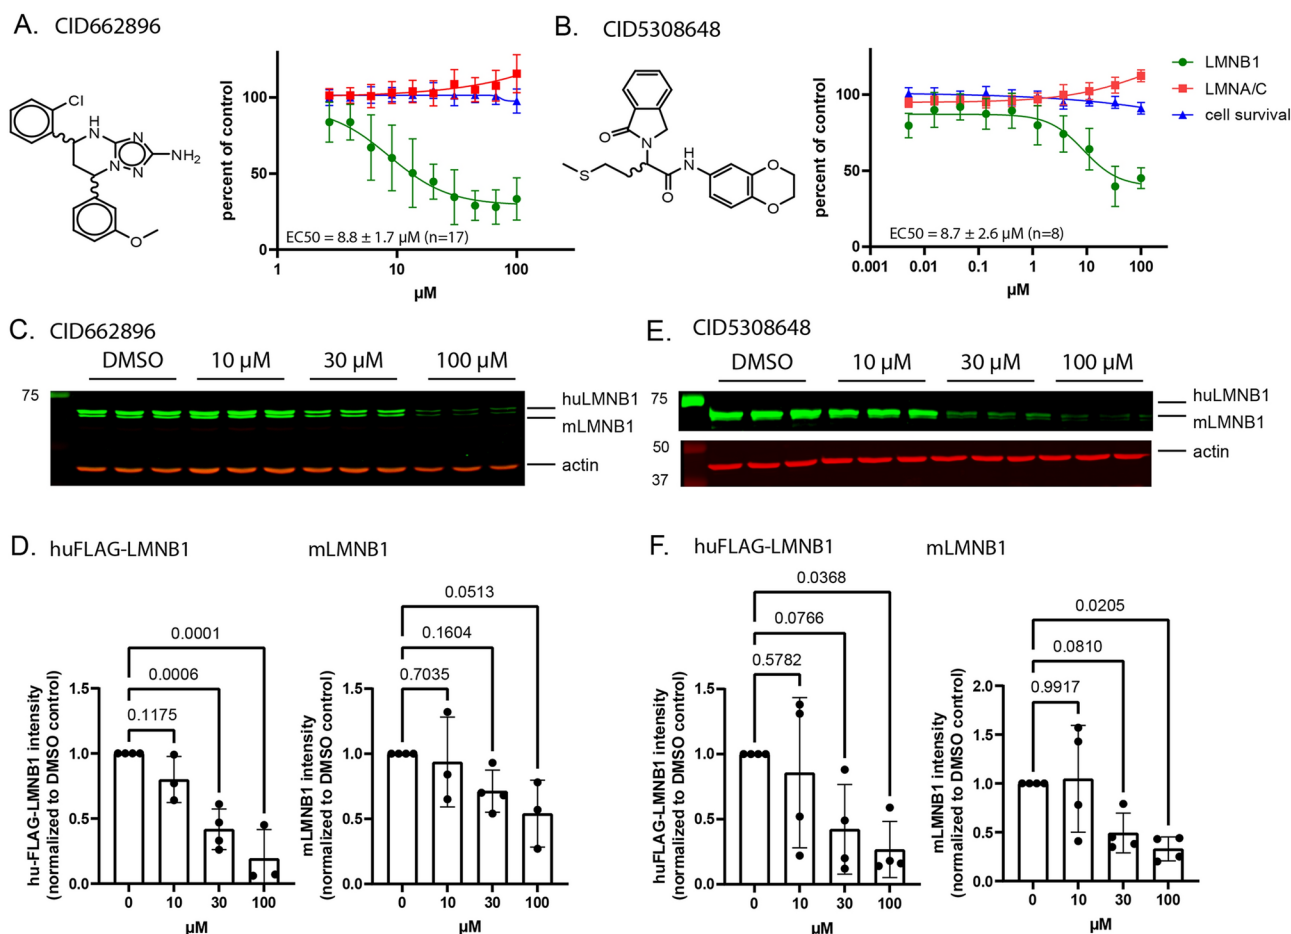 A. CID662896
Cl
HN
N
N
N
N
NH2
O
percent of control
100
50
0
EC50 = 8.8 ± 1.7 µM (n=17)
1
10
100
µM
B. CID5308648
O
N
S
H
N
O
O
O
percent of control
100
50
0
EC50 = 8.7 ± 2.6 µM (n=8)
0.001
0.01
0.1
1
10
100
µM
LMNB1
LMNA/C
cell survival
C. CID662896
DMSO
10 µM
30 µM
100 µM
75
huLMNB1
mLMNB1
actin
E. CID5308648
DMSO
10 µM
30 µM
100 µM
75
50
37
huLMNB1
mLMNB1
actin
D. huFLAG-LMNB1
0.0001
0.0006
0.1175
hu-FLAG-LMNB1 intensity
(normalized to DMSO control)
1.5
1.0
0.5
0.0
0
10
30
100
µM
mLMNB1
0.0513
0.1604
0.7035
mLMNB1 intensity
(normalized to DMSO control)
1.5
1.0
0.5
0.0
0
10
30
100
µM
F. huFLAG-LMNB1
0.0368
0.0766
0.5782
huFLAG-LMNB1 intensity
(normalized to DMSO control)
1.5
1.0
0.5
0.0
0
10
30
100
µM
mLMNB1
0.0205
0.0810
0.9917
mLMNB1 intensity
(normalized to DMSO control)
2.0
1.5
1.0
0.5
0.0
0
10
30
100
µM